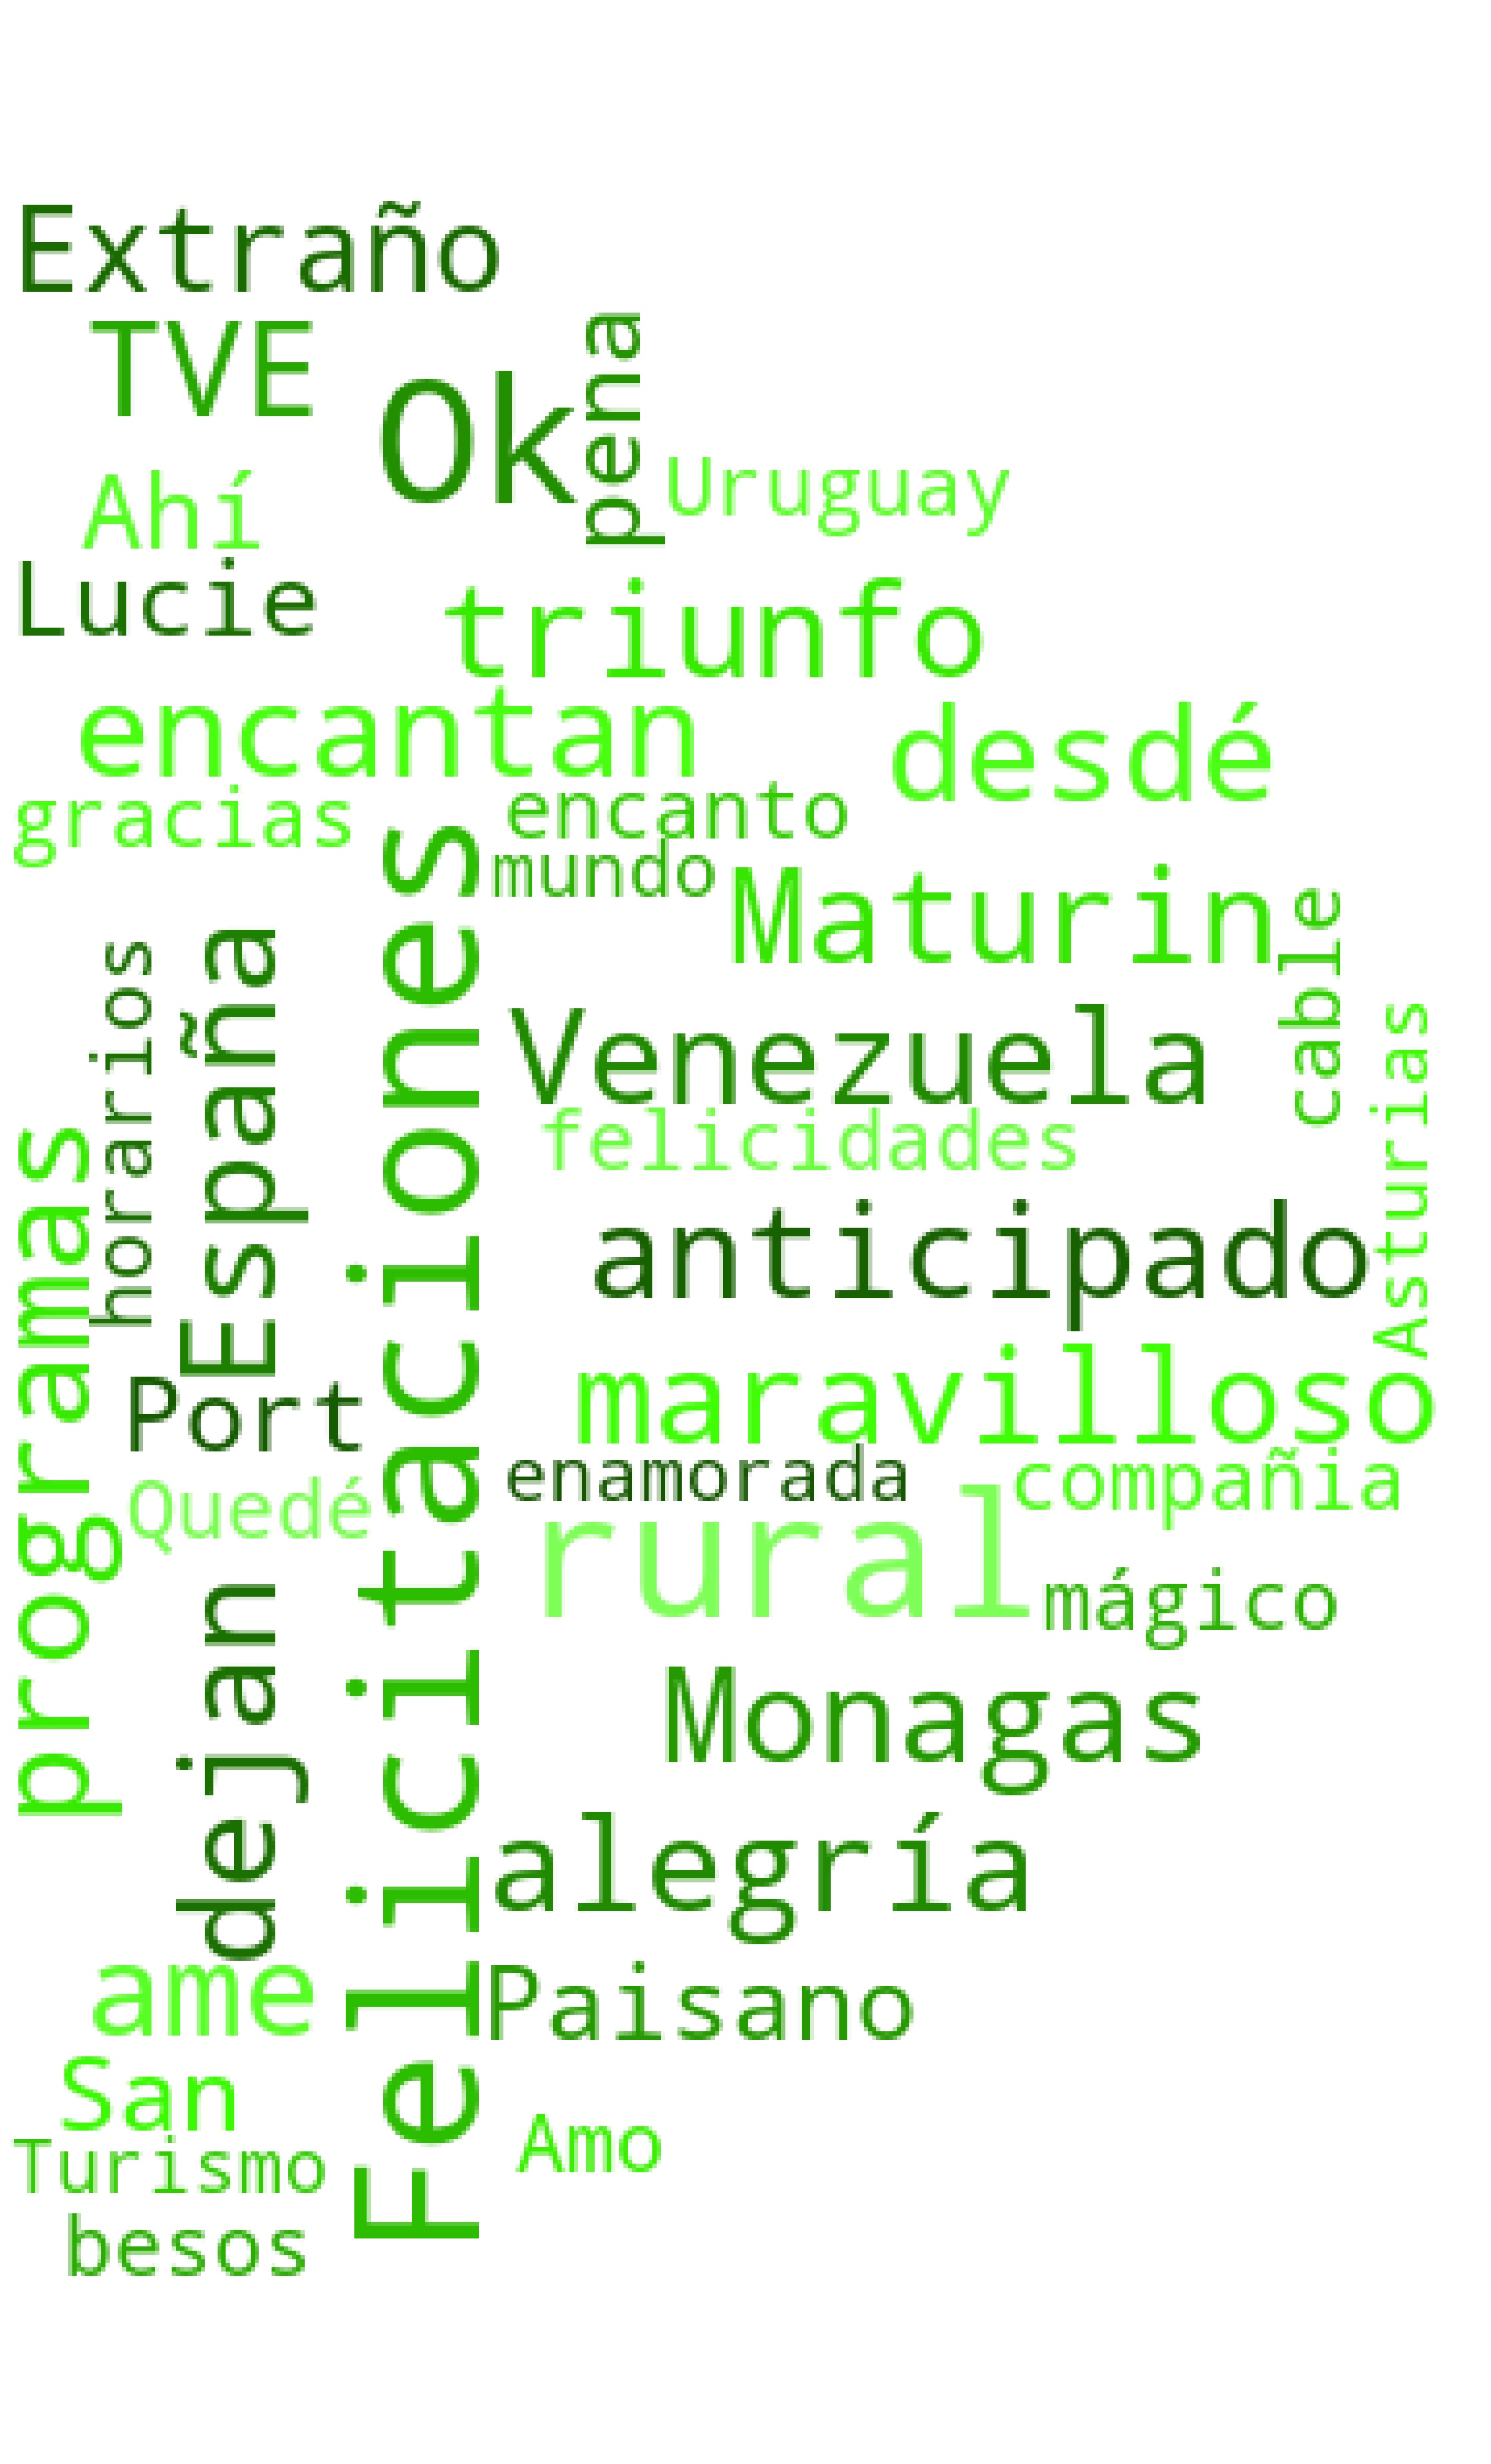 Extraño
TVE
Ok
pena
Uruguay
Ahí
Lucie
triunfo
encantan
desdé
gracias
encanto
mundo
Maturin
cable
horarios
España
Felicitaciones
Venezuela
Asturias
felicidades
programas
anticipado
Port
maravilloso
enamorada
compañia
Quedé
rural
mágico
dejan
Monagas
alegría
ame
Paisano
San
Amo
Turismo
besos